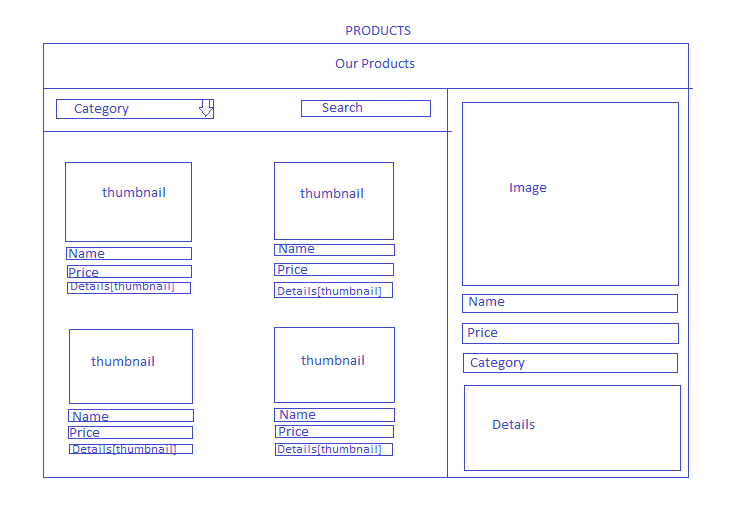 PRODUCTS
Our Products
Category
Search
thumbnail
Name
Price
Details[thumbnail]
thumbnail
Name
Price
Details[thumbnail]
thumbnail
Name
Price
Details[thumbnail]
thumbnail
Name
Price
Details[thumbnail]
Image
Name
Price
Category
Details